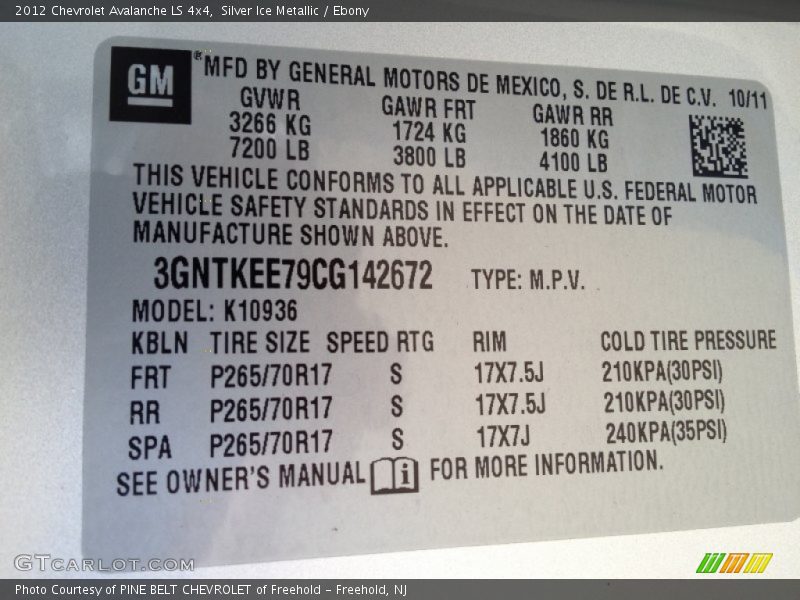 2012 Chevrolet Avalanche LS 4x4,  Silver Ice Metallic / Ebony
GM® MFD BY GENERAL MOTORS DE MEXICO, S. DE R.L. DE C.V. 10/11
GVWR GAWR FRT GAWR RR
3266 KG 1724 KG 1860 KG
7200 LB 3800 LB 4100 LB
THIS VEHICLE CONFORMS TO ALL APPLICABLE U.S. FEDERAL MOTOR
VEHICLE SAFETY STANDARDS IN EFFECT ON THE DATE OF
MANUFACTURE SHOWN ABOVE.
3GNTKEE79CG142672 TYPE: M.P.V.
MODEL: K10936
KBLN TIRE SIZE SPEED RTG RIM COLD TIRE PRESSURE
FRT P265/70R17 S 17X7.5J 210KPA(30PSI)
RR P265/70R17 S 17X7.5J 210KPA(30PSI)
SPA P265/70R17 S 17X7J 240KPA(35PSI)
SEE OWNER'S MANUAL i FOR MORE INFORMATION.
GTCARLOT.COM
Photo Courtesy of PINE BELT CHEVROLET of Freehold - Freehold, NJ